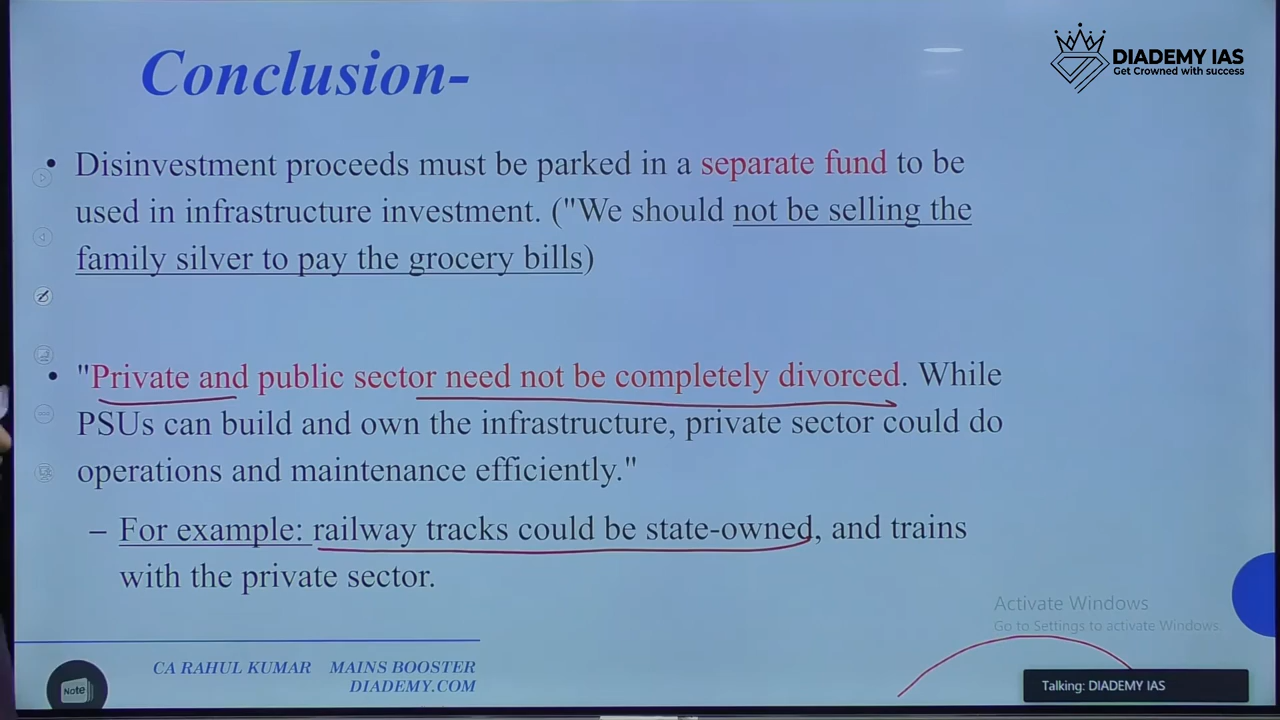 Conclusion-
DIADEMY IAS
Get Crowned with success
• Disinvestment proceeds must be parked in a separate fund to be
used in infrastructure investment. ("We should not be selling the
family silver to pay the grocery bills)
• "Private and public sector need not be completely divorced. While
PSUs can build and own the infrastructure, private sector could do
operations and maintenance efficiently."
– For example: railway tracks could be state-owned, and trains
with the private sector.
Activate Windows
Go to Settings to activate Windows.
CA RAHUL KUMAR MAINS BOOSTER
DIADEMY.COM
Note
Talking: DIADEMY IAS